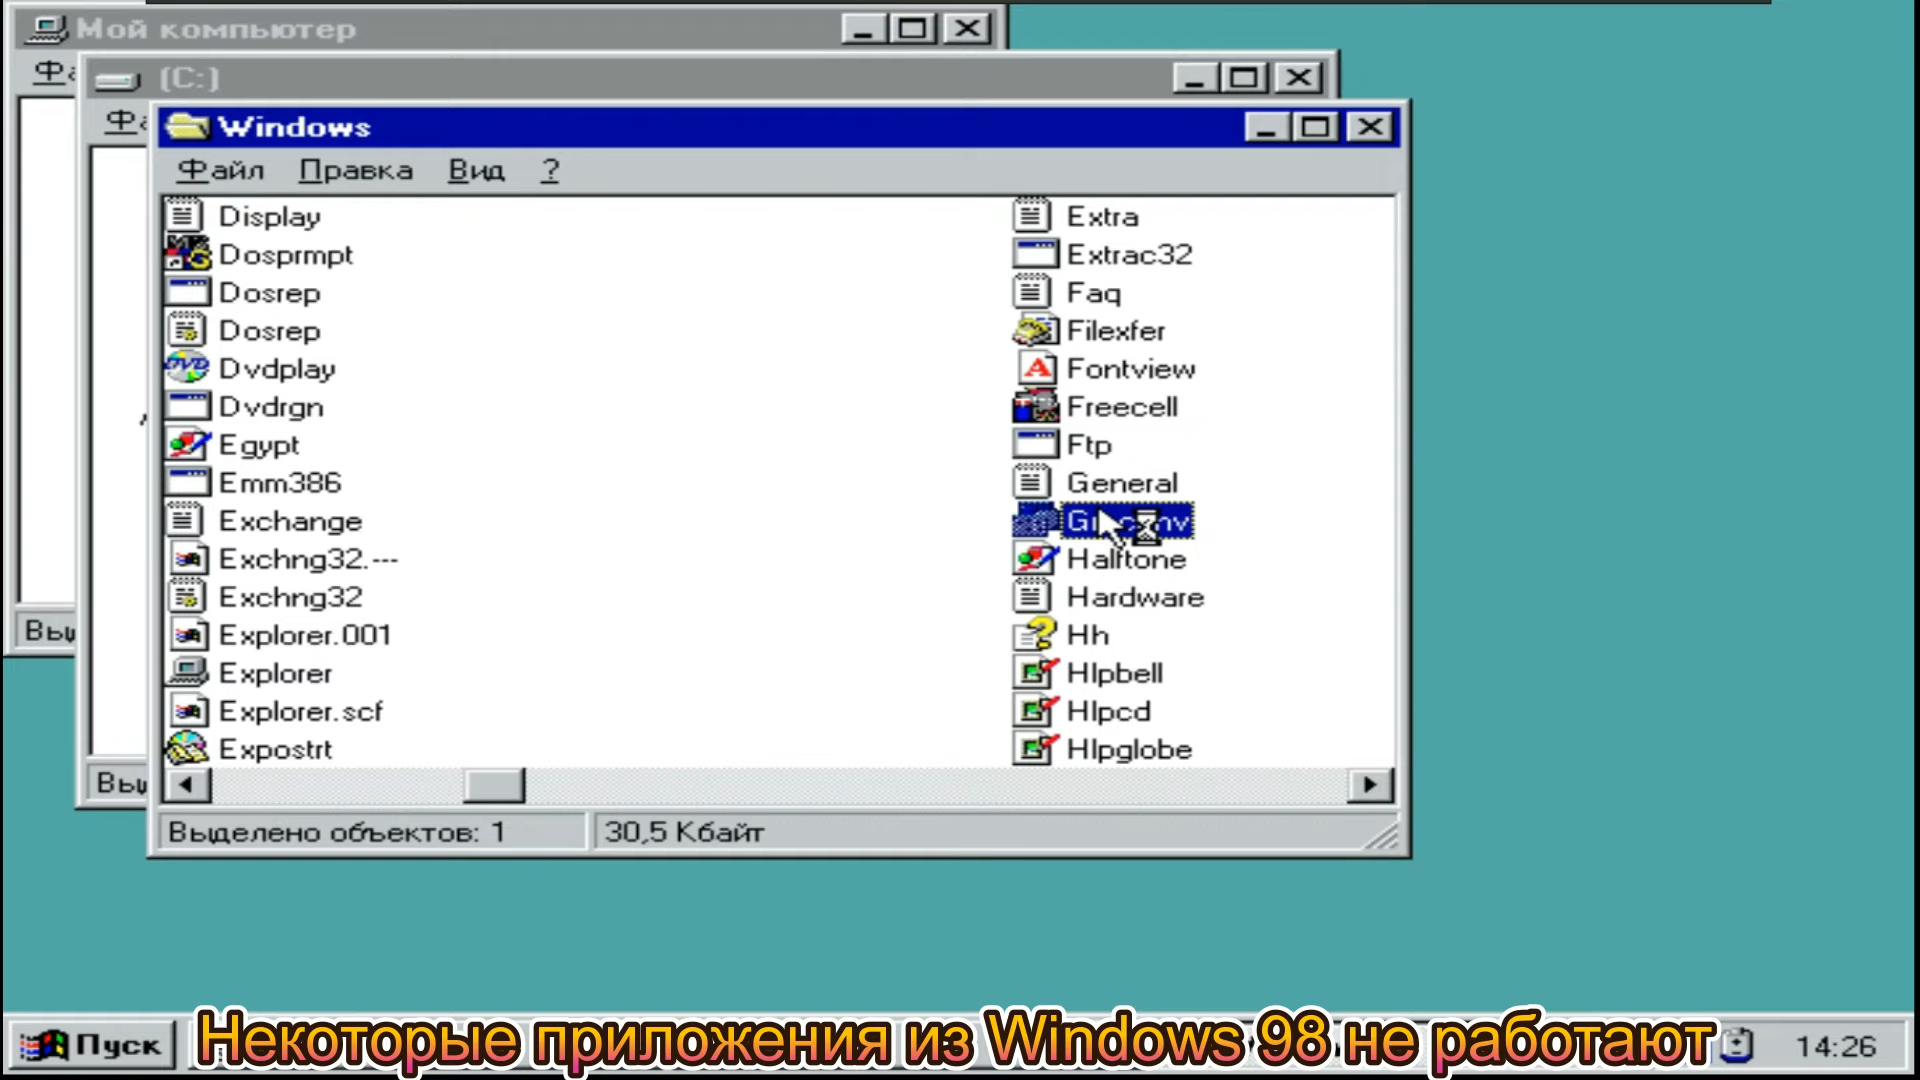 Мой компьютер
(C:)
Windows
Файл Правка Вид ?
Display
Dosprmpt
Dosrep
Dosrep
Dvdplay
Dvdrgn
Egypt
Emm386
Exchange
Exchng32.---
Exchng32
Explorer.001
Explorer
Explorer.scf
Expostrt
Extra
Extrac32
Faq
Filexfer
Fontview
Freecell
Ftp
General
Halftone
Hardware
Hh
Hlpbell
Hlpcd
Hlpglobe
Выделено объектов: 1
30,5 Кбайт
Пуск
Некоторые приложения из Windows 98 не работают
14:26